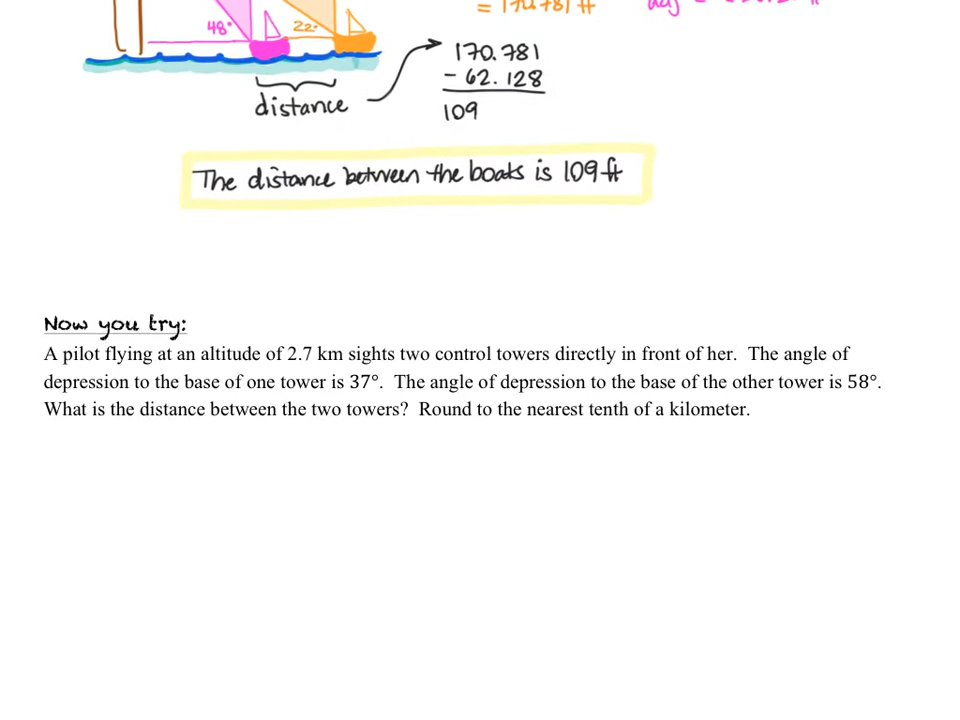 48° 22°
170.781
- 62.128
109
distance
The distance between the boats is 109 ft
Now you try:
A pilot flying at an altitude of 2.7 km sights two control towers directly in front of her. The angle of
depression to the base of one tower is 37°. The angle of depression to the base of the other tower is 58°.
What is the distance between the two towers? Round to the nearest tenth of a kilometer.